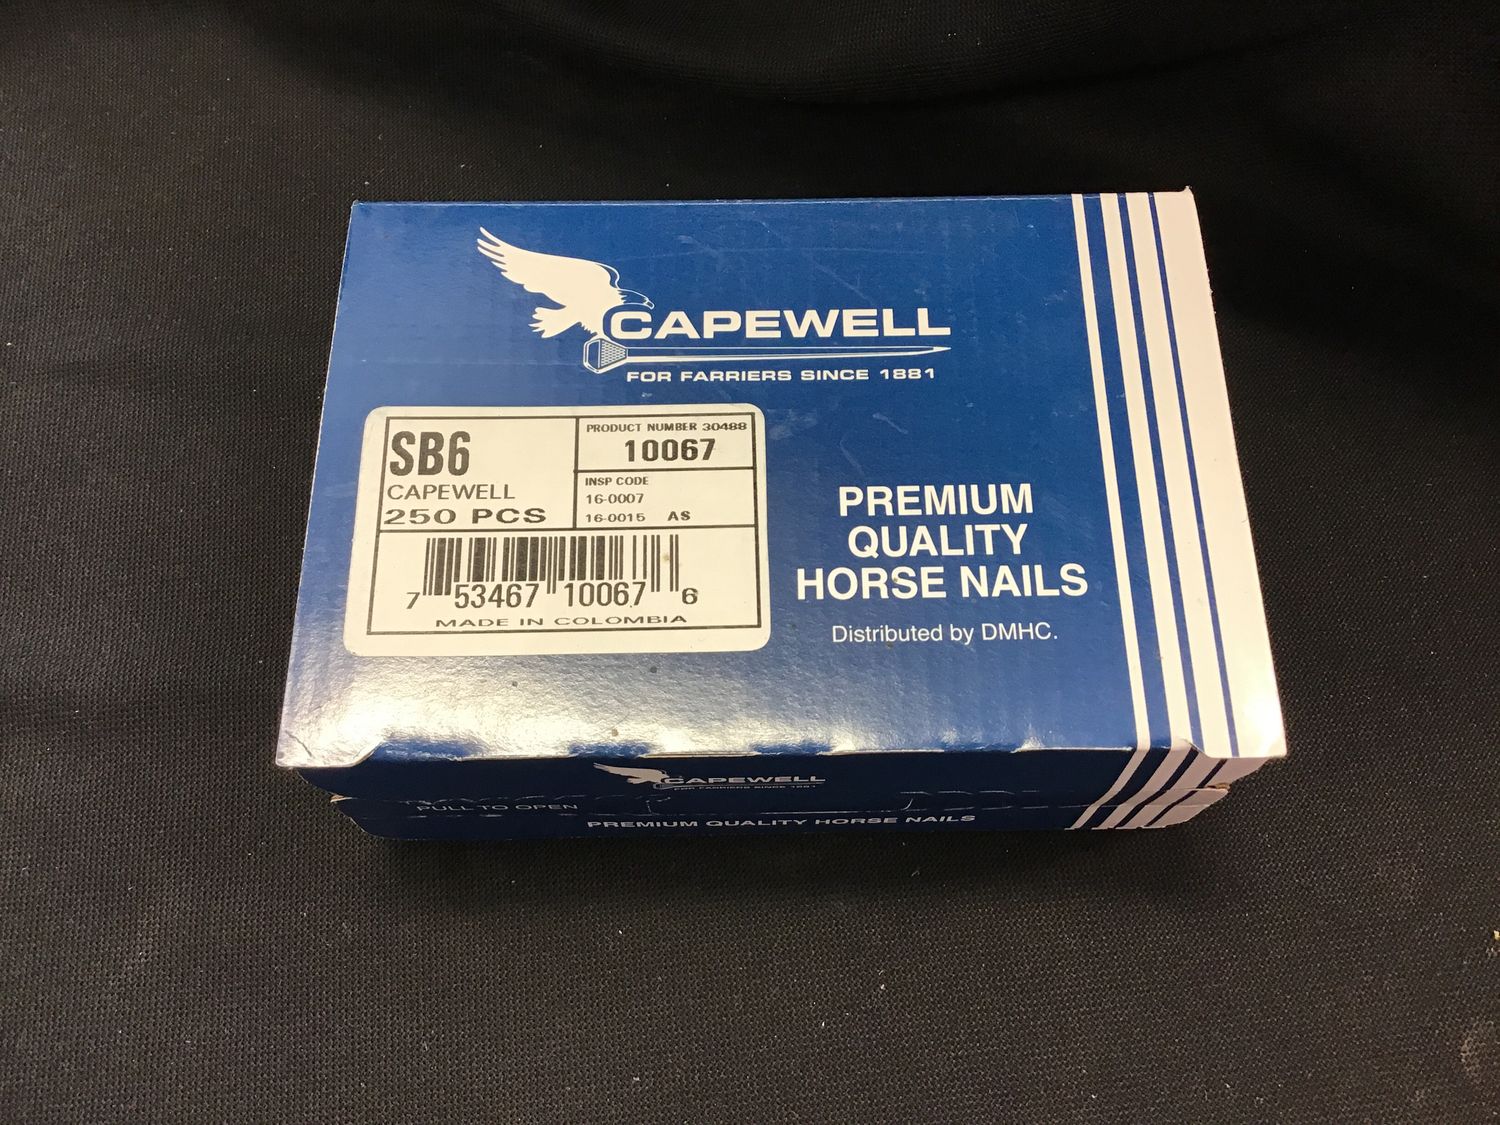 CAPEWELL
FOR FARRIERS SINCE 1881
SB6
CAPEWELL
250 PCS
PRODUCT NUMBER 30488
10067
INSP CODE
16-0007
16-0015 AS
7 53467 10067 6
MADE IN COLOMBIA
PREMIUM
QUALITY
HORSE NAILS
Distributed by DMHC.
CAPEWELL
FOR FARRIERS SINCE 1881
PULL TO OPEN
PREMIUM QUALITY HORSE NAILS